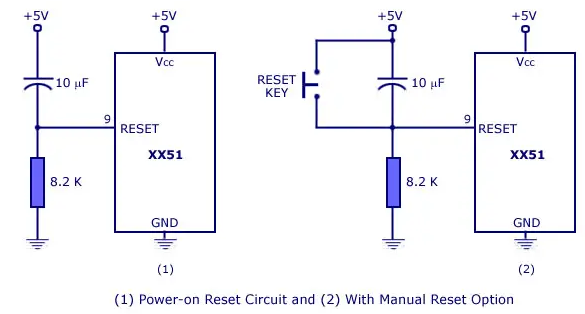 +5V +5V +5V +5V
Vcc Vcc
10 μF RESET 10 μF
KEY
9 9
RESET RESET
XX51 XX51
8.2 K 8.2 K
GND GND
(1) (2)
(1) Power-on Reset Circuit and (2) With Manual Reset Option